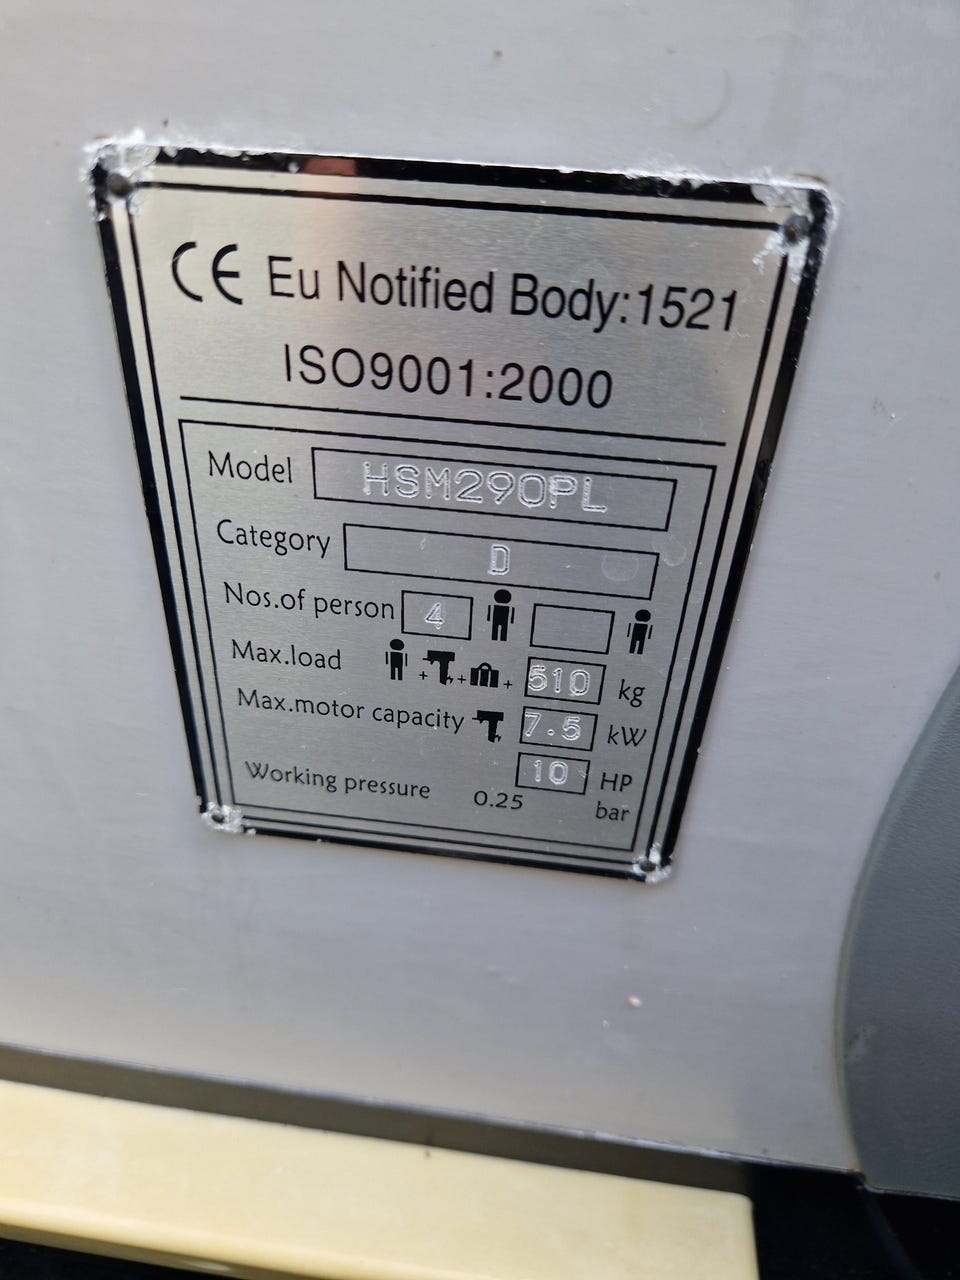 CE Eu Notified Body:1521
ISO9001:2000
Model HSM290PL
Category D
Nos.of person 4
Max.load + + + 510 kg
Max.motor capacity 7.5 kW
10 HP
Working pressure 0.25 bar